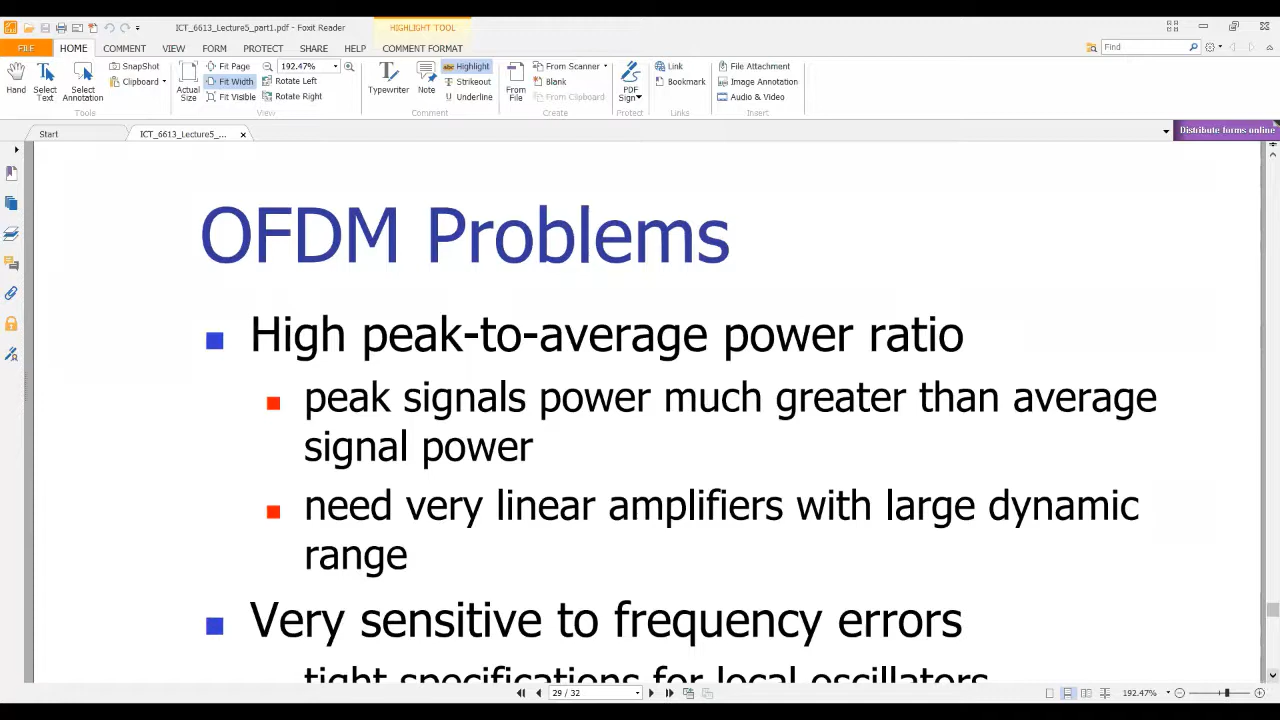 ICT_6613_Lecture5_part1.pdf - Foxit Reader
HIGHLIGHT TOOL
FILE HOME COMMENT VIEW FORM PROTECT SHARE HELP COMMENT FORMAT
Find
SnapShot
Clipboard
Hand
Select Text
Select Annotation
Tools
Actual Size
Fit Page
Fit Width
Fit Visible
192.47%
Rotate Left
Rotate Right
View
Typewriter
Note
Highlight
Strikeout
Underline
Comment
From File
From Scanner
Blank
From Clipboard
Create
PDF Sign
Protect
Link
Bookmark
Links
File Attachment
Image Annotation
Audio & Video
Insert
Start
ICT_6613_Lecture5_...
Distribute forms online
OFDM Problems
High peak-to-average power ratio
peak signals power much greater than average
signal power
need very linear amplifiers with large dynamic
range
Very sensitive to frequency errors
tight specifications for local oscillators
29 / 32
192.47%